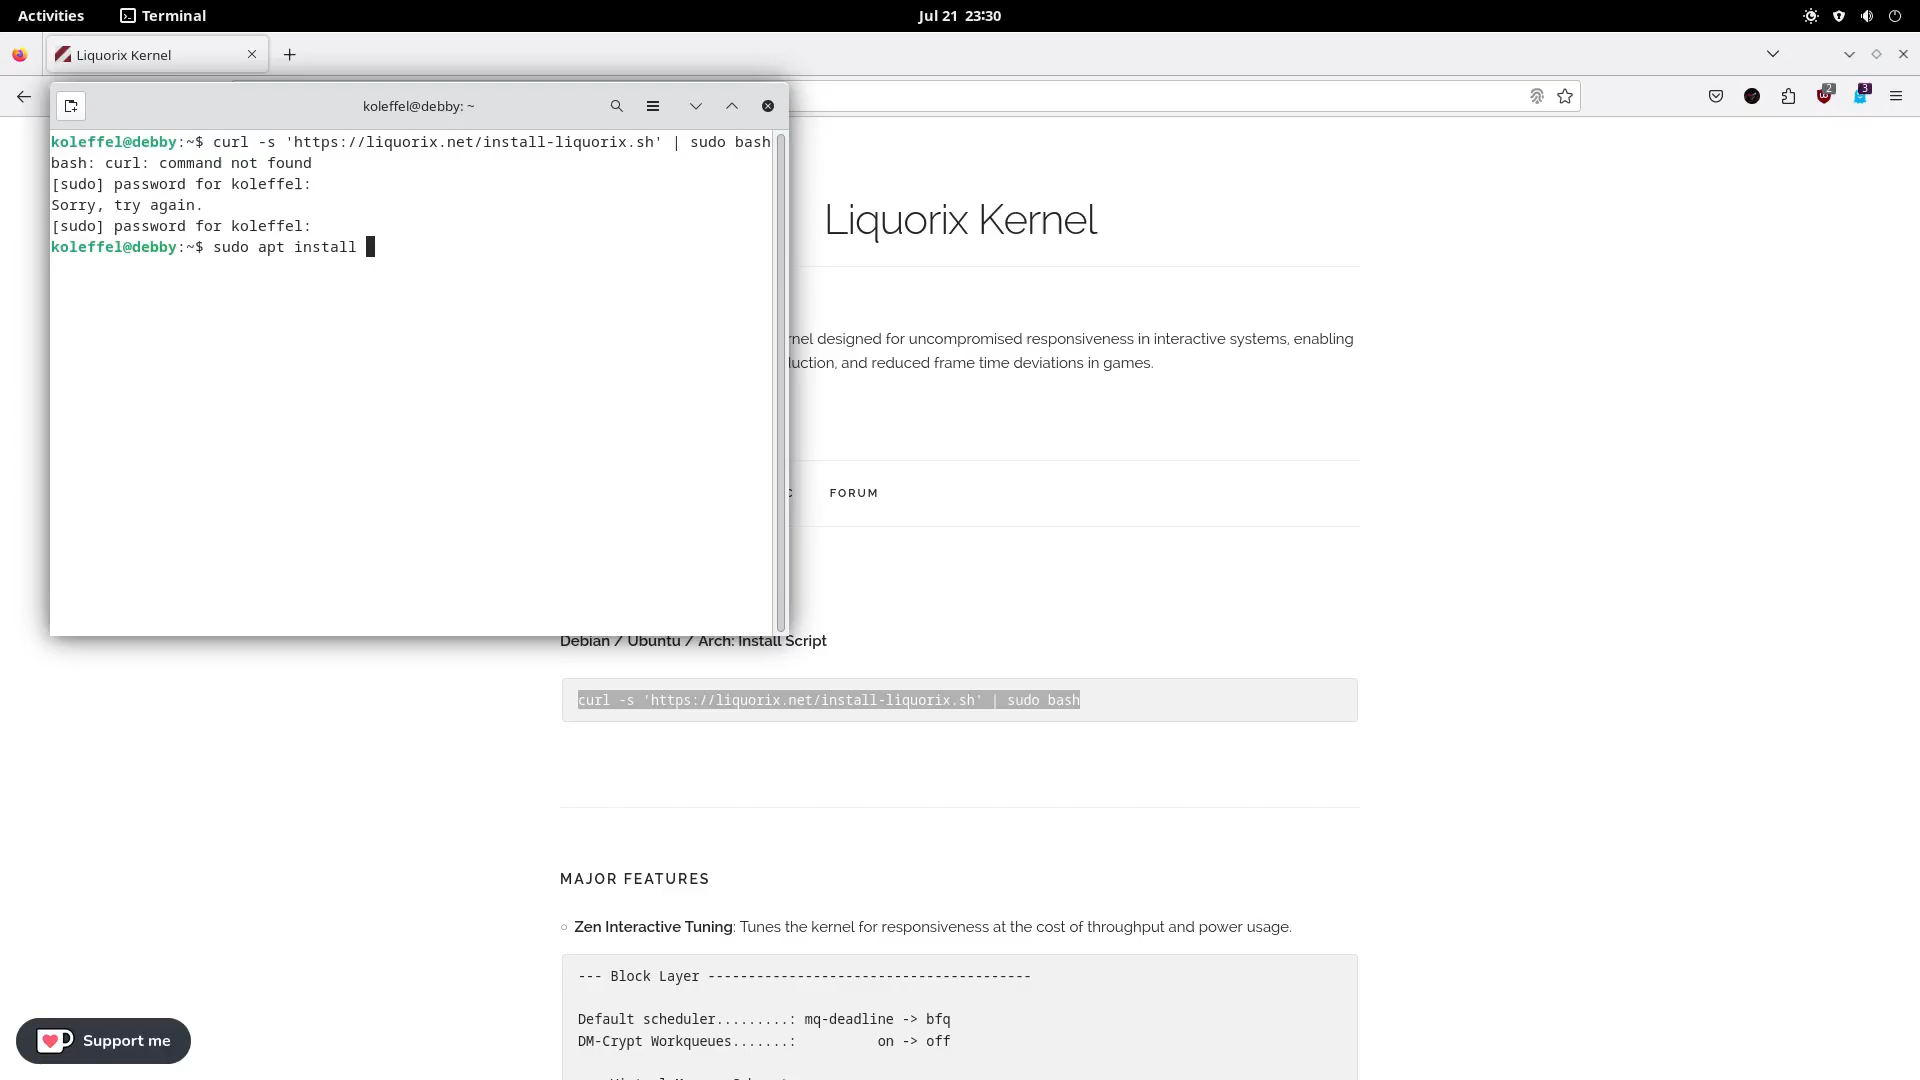 Activities
Terminal
Jul 21 23:30
Liquorix Kernel
2
3
koleffel@debby: ~
koleffel@debby:~$ curl -s 'https://liquorix.net/install-liquorix.sh' | sudo bash
bash: curl: command not found
[sudo] password for koleffel:
Sorry, try again.
[sudo] password for koleffel:
koleffel@debby:~$ sudo apt install
Liquorix Kernel
designed for uncompromised responsiveness in interactive systems, enabling
and reduced frame time deviations in games.
FORUM
Debian / Ubuntu / Arch: Install Script
curl -s 'https://liquorix.net/install-liquorix.sh' | sudo bash
MAJOR FEATURES
○ Zen Interactive Tuning: Tunes the kernel for responsiveness at the cost of throughput and power usage.
--- Block Layer ----------------------------------------
Default scheduler.........: mq-deadline -> bfq
DM-Crypt Workqueues.......: on -> off
Support me